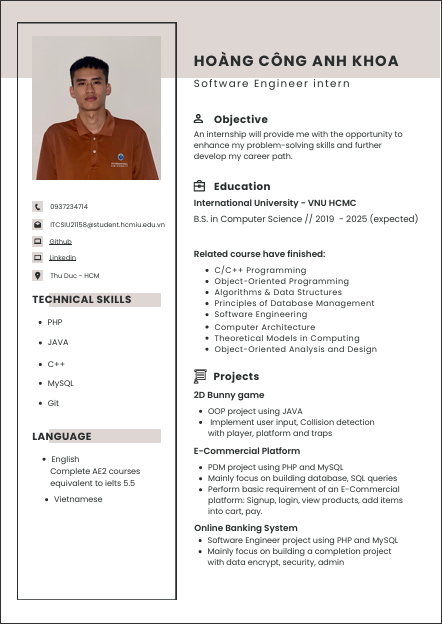 HOÀNG CÔNG ANH KHOA
Software Engineer intern
0937234714
ITCSIU21158@student.hcmiu.edu.vn
Github
Linkedin
Thu Duc - HCM
TECHNICAL SKILLS
PHP
JAVA
C++
MySQL
Git
LANGUAGE
English
Complete AE2 courses
equivalent to ielts 5.5
Vietnamese
Objective
An internship will provide me with the opportunity to
enhance my problem-solving skills and further
develop my career path.
Education
International University - VNU HCMC
B.S. in Computer Science // 2019 - 2025 (expected)
Related course have finished:
C/C++ Programming
Object-Oriented Programming
Algorithms & Data Structures
Principles of Database Management
Software Engineering
Computer Architecture
Theoretical Models in Computing
Object-Oriented Analysis and Design
Projects
2D Bunny game
OOP project using JAVA
Implement user input, Collision detection
with player, platform and traps
E-Commercial Platform
PDM project using PHP and MySQL
Mainly focus on building database, SQL queries
Perform basic requirement of an E-Commercial
platform: Signup, login, view products, add items
into cart, pay.
Online Banking System
Software Engineer project using PHP and MySQL
Mainly focus on building a completion project
with data encrypt, security, admin